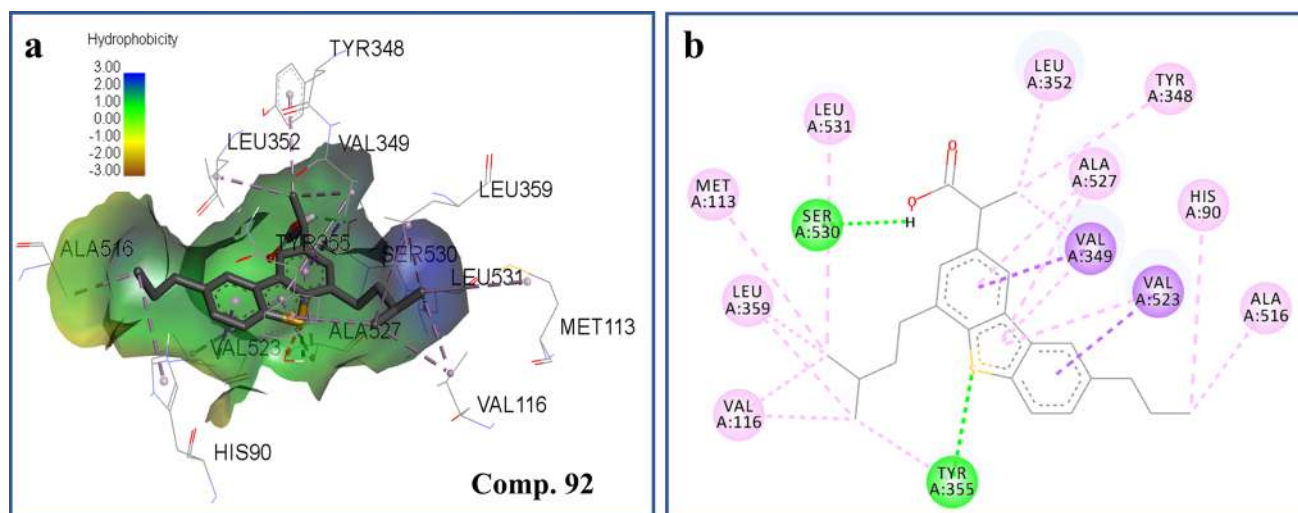 a
Hydrophobicity
3.00
2.00
1.00
0.00
-1.00
-2.00
-3.00
TYR348
LEU352
VAL349
LEU359
ALA516
TYR355
SER530
LEU531
MET113
ALA527
VAL523
VAL116
HIS90
Comp. 92
b
LEU
A:352
TYR
A:348
LEU
A:531
ALA
A:527
MET
A:113
HIS
A:90
SER
A:530
VAL
A:349
VAL
A:523
LEU
A:359
ALA
A:516
VAL
A:116
TYR
A:355
O
O
H
S